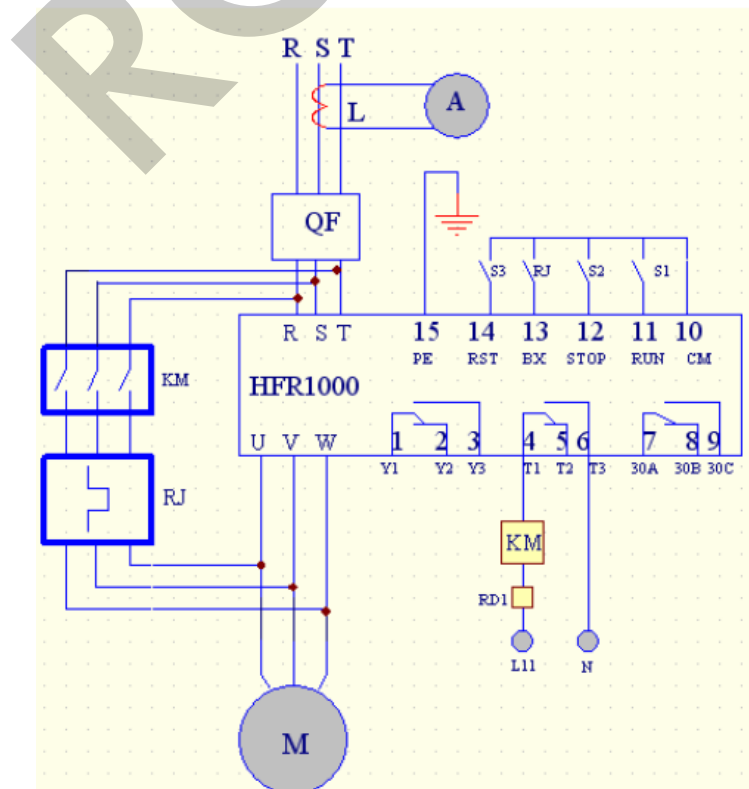 R S T
L
A
QF
S3 RJ S2 S1
R S T
15 14 13 12 11 10
PE RST BX STOP RUN CM
KM
HFR1000
U V W
1 2 3 4 5 6 7 8 9
Y1 Y2 Y3 T1 T2 T3 30A 30B 30C
RJ
KM
RD1
L11 N
M